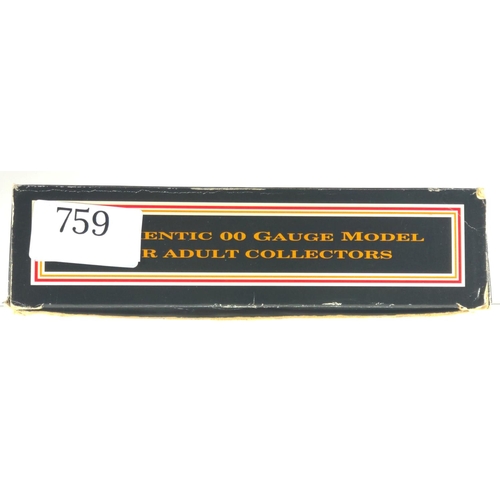 759
ENTIC 00 GAUGE MODEL
R ADULT COLLECTORS